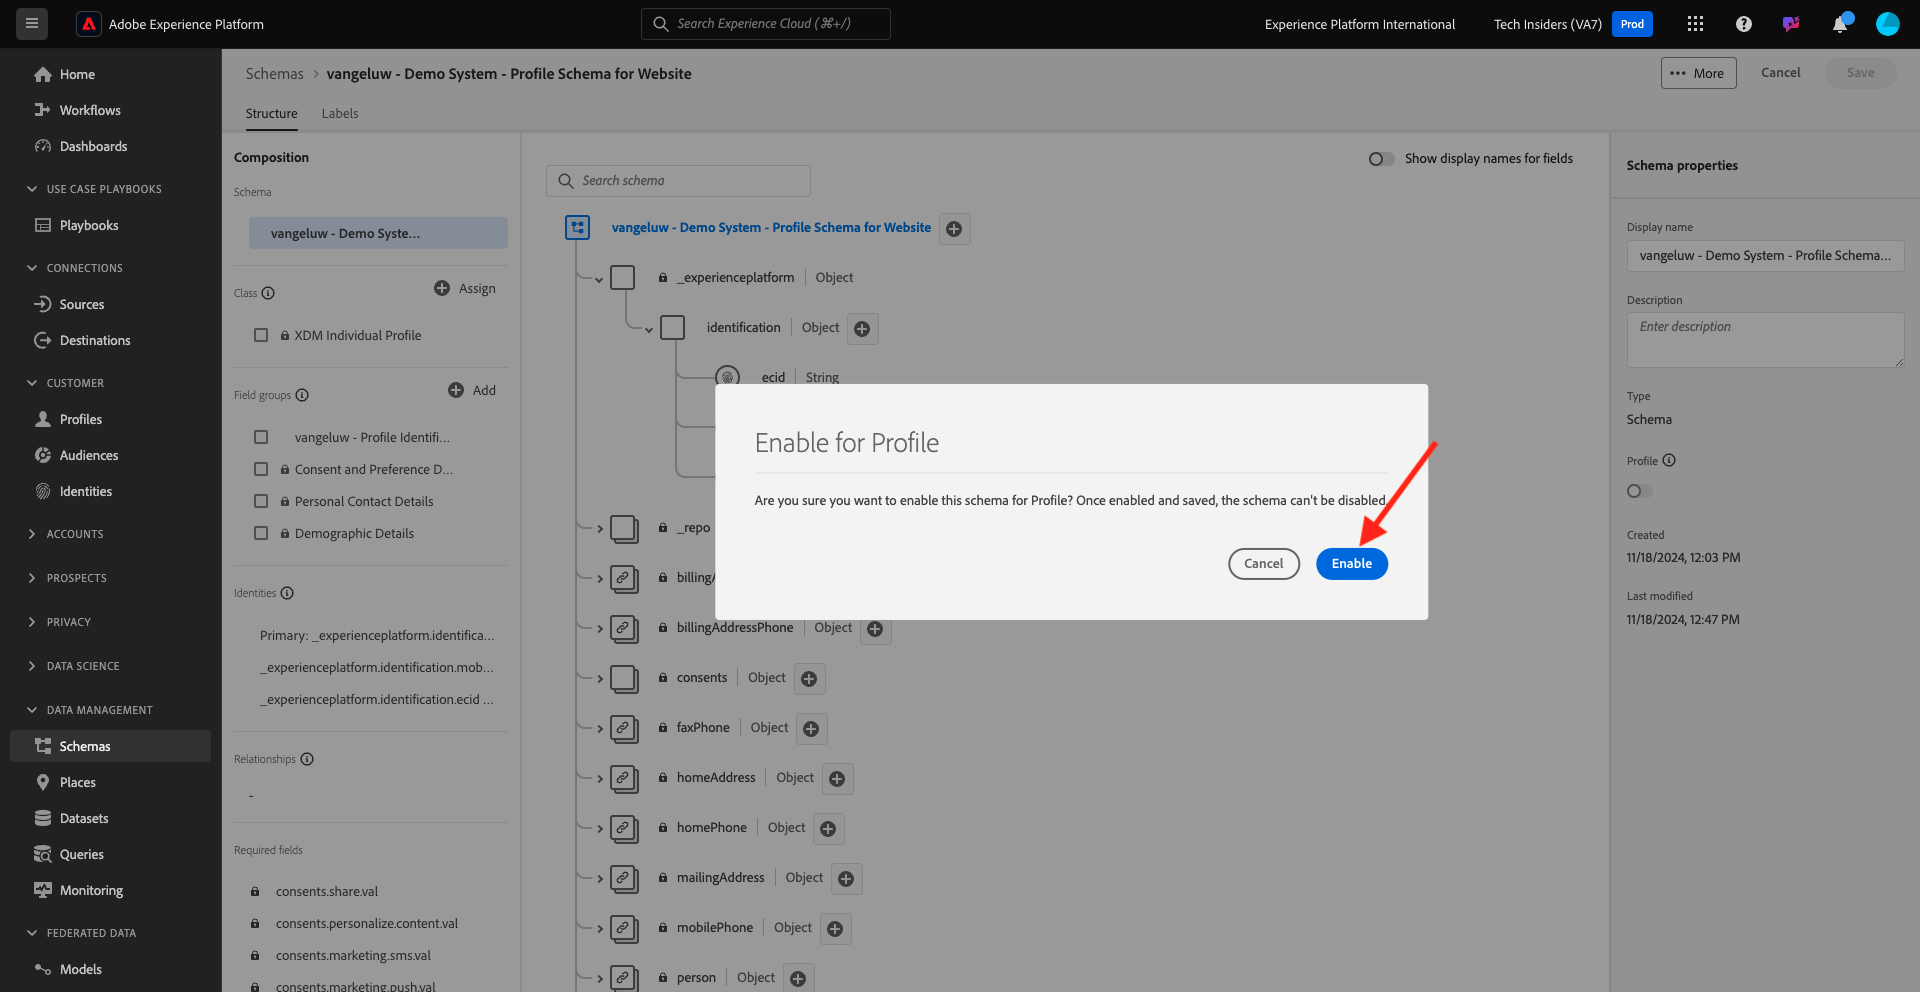 Adobe Experience Platform
Search Experience Cloud (⌘+/)
Experience Platform International
Tech Insiders (VA7)
Prod
Home
Workflows
Dashboards
USE CASE PLAYBOOKS
Playbooks
CONNECTIONS
Sources
Destinations
CUSTOMER
Profiles
Audiences
Identities
ACCOUNTS
PROSPECTS
PRIVACY
DATA SCIENCE
DATA MANAGEMENT
Schemas
Places
Datasets
Queries
Monitoring
FEDERATED DATA
Models
Schemas › vangeluw - Demo System - Profile Schema for Website
••• More
Cancel
Save
Structure
Labels
Composition
Schema
vangeluw - Demo Syste...
Class
Assign
XDM Individual Profile
Field groups
Add
vangeluw - Profile Identifi...
Consent and Preference D...
Personal Contact Details
Demographic Details
Identities
Primary: _experienceplatform.identifica...
_experienceplatform.identification.mob...
_experienceplatform.identification.ecid ...
Relationships
-
Required fields
consents.share.val
consents.personalize.content.val
consents.marketing.sms.val
consents.marketing.push.val
Search schema
Show display names for fields
vangeluw - Demo System - Profile Schema for Website
_experienceplatform | Object
identification | Object
ecid | String
_repo
billingA
billingAddressPhone | Object
consents | Object
faxPhone | Object
homeAddress | Object
homePhone | Object
mailingAddress | Object
mobilePhone | Object
person | Object
Enable for Profile
Are you sure you want to enable this schema for Profile? Once enabled and saved, the schema can't be disabled.
Cancel
Enable
Schema properties
Display name
vangeluw - Demo System - Profile Schema...
Description
Enter description
Type
Schema
Profile
Created
11/18/2024, 12:03 PM
Last modified
11/18/2024, 12:47 PM